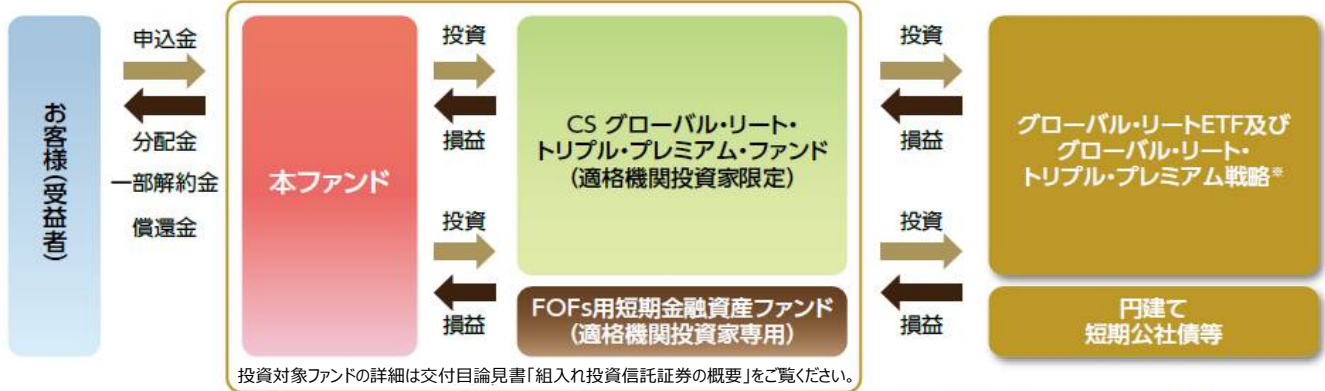 お客様(受益者)
申込金
分配金
一部解約金
償還金
本ファンド
投資
損益
投資
損益
CS グローバル・リート・
トリプル・プレミアム・ファンド
(適格機関投資家限定)
FOFs用短期金融資産ファンド
(適格機関投資家専用)
投資
損益
投資
損益
グローバル・リートETF及び
グローバル・リート・
トリプル・プレミアム戦略※
円建て
短期公社債等
投資対象ファンドの詳細は交付目論見書「組入れ投資信託証券の概要」をご覧ください。